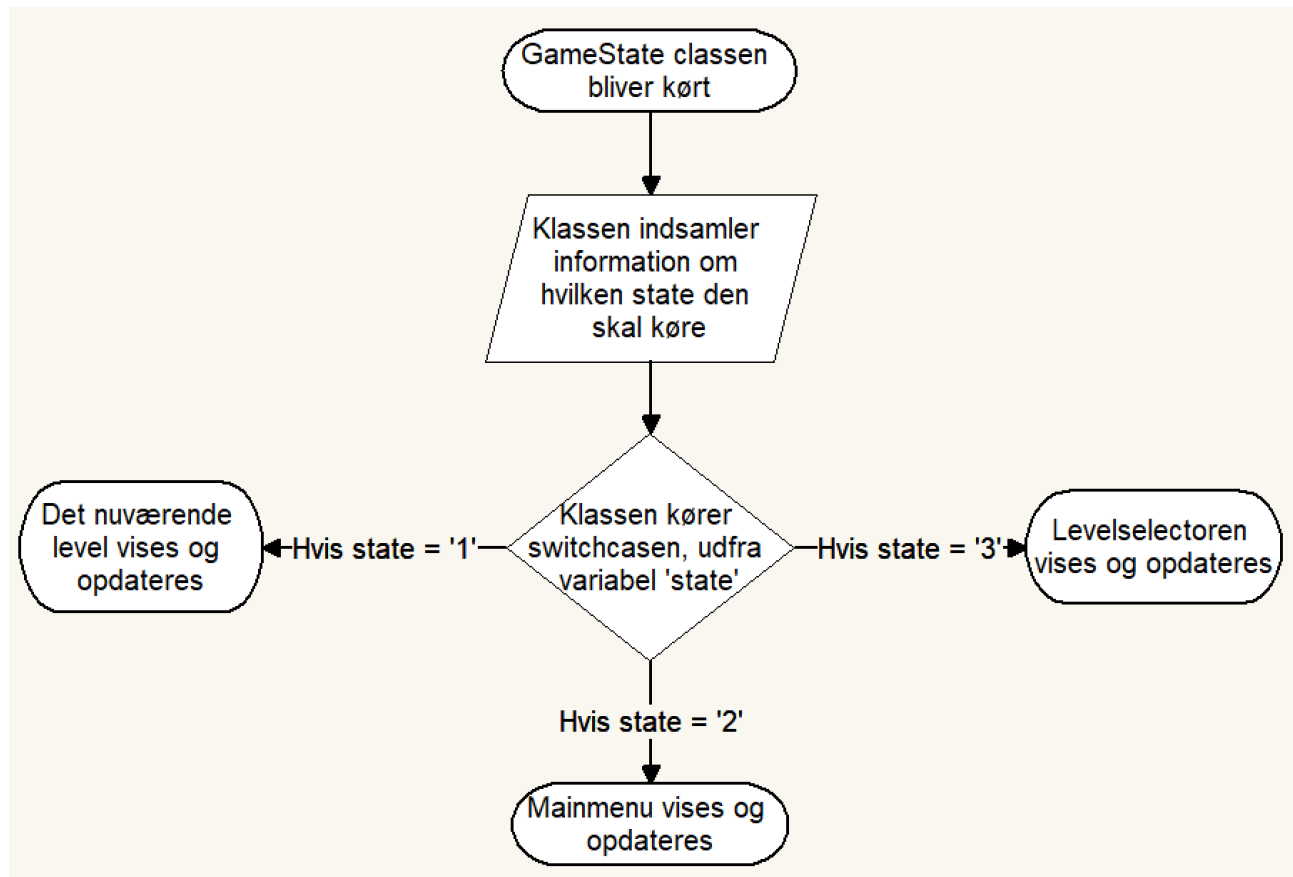 GameState classen
bliver kørt
Klassen indsamler
information om
hvilken state den
skal køre
Klassen kører
switchcasen, udfra
variabel 'state'
Hvis state = '1'
Det nuværende
level vises og
opdateres
Hvis state = '3'
Levelselectoren
vises og opdateres
Hvis state = '2'
Mainmenu vises og
opdateres